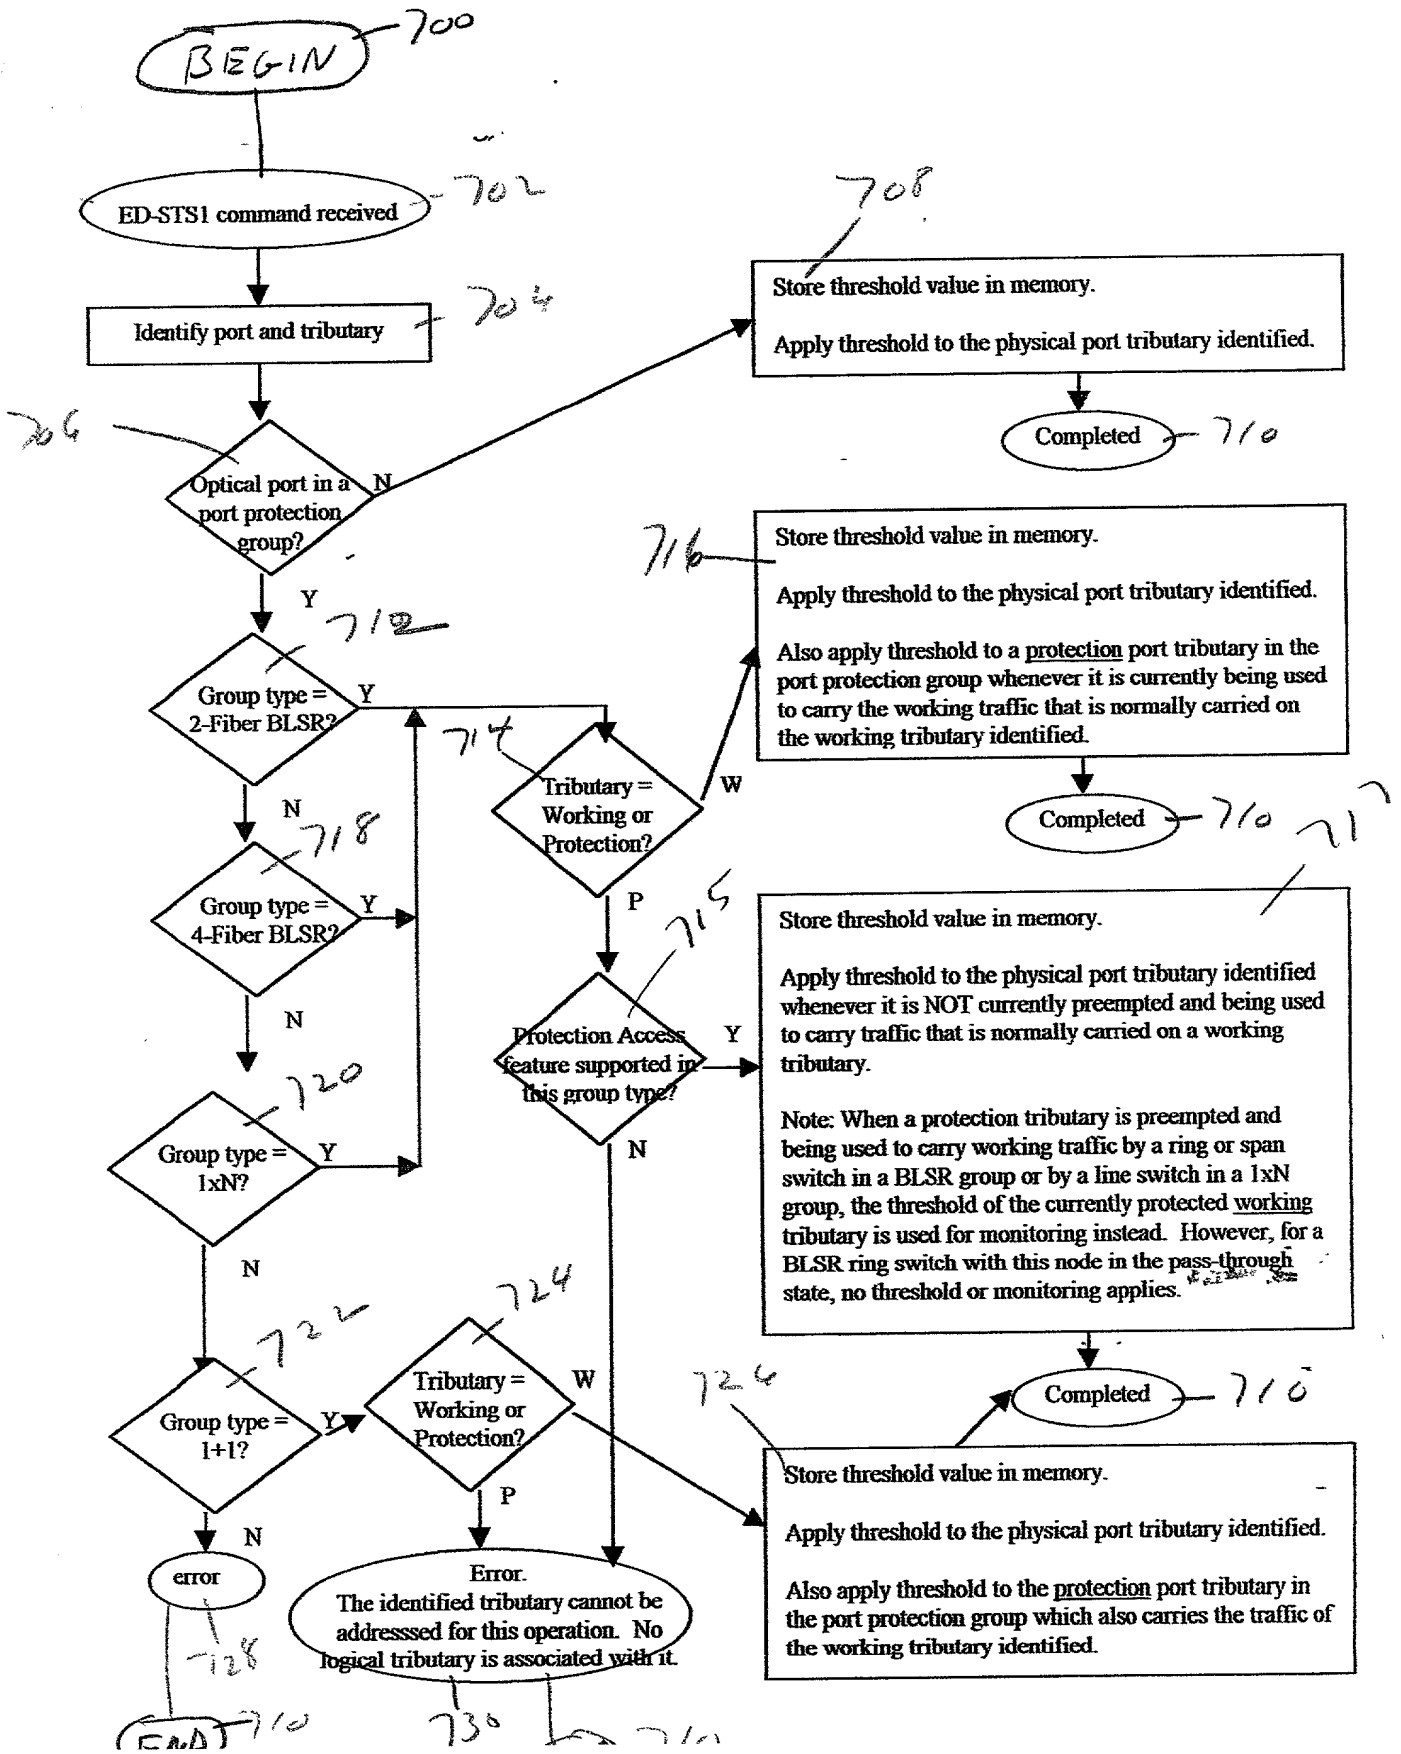 BEGIN
700
ED-STS1 command received
702
Identify port and tributary
704
706
Optical port in a
port protection
group?
N
Y
708
Store threshold value in memory.
Apply threshold to the physical port tributary identified.
Completed
710
712
Group type =
2-Fiber BLSR?
Y
N
714
Tributary =
Working or
Protection?
W
P
716
Store threshold value in memory.
Apply threshold to the physical port tributary identified.
Also apply threshold to a protection port tributary in the
port protection group whenever it is currently being used
to carry the working traffic that is normally carried on
the working tributary identified.
Completed
710
718
Group type =
4-Fiber BLSR?
Y
N
715
Protection Access
feature supported in
this group type?
Y
N
717
Store threshold value in memory.
Apply threshold to the physical port tributary identified
whenever it is NOT currently preempted and being used
to carry traffic that is normally carried on a working
tributary.
Note: When a protection tributary is preempted and
being used to carry working traffic by a ring or span
switch in a BLSR group or by a line switch in a 1xN
group, the threshold of the currently protected working
tributary is used for monitoring instead. However, for a
BLSR ring switch with this node in the pass-through
state, no threshold or monitoring applies.
Completed
710
720
Group type =
1xN?
Y
N
722
Group type =
1+1?
Y
N
724
Tributary =
Working or
Protection?
W
P
726
Store threshold value in memory.
Apply threshold to the physical port tributary identified.
Also apply threshold to the protection port tributary in
the port protection group which also carries the traffic of
the working tributary identified.
error
728
END
710
Error.
The identified tributary cannot be
addresssed for this operation. No
logical tributary is associated with it.
730
710